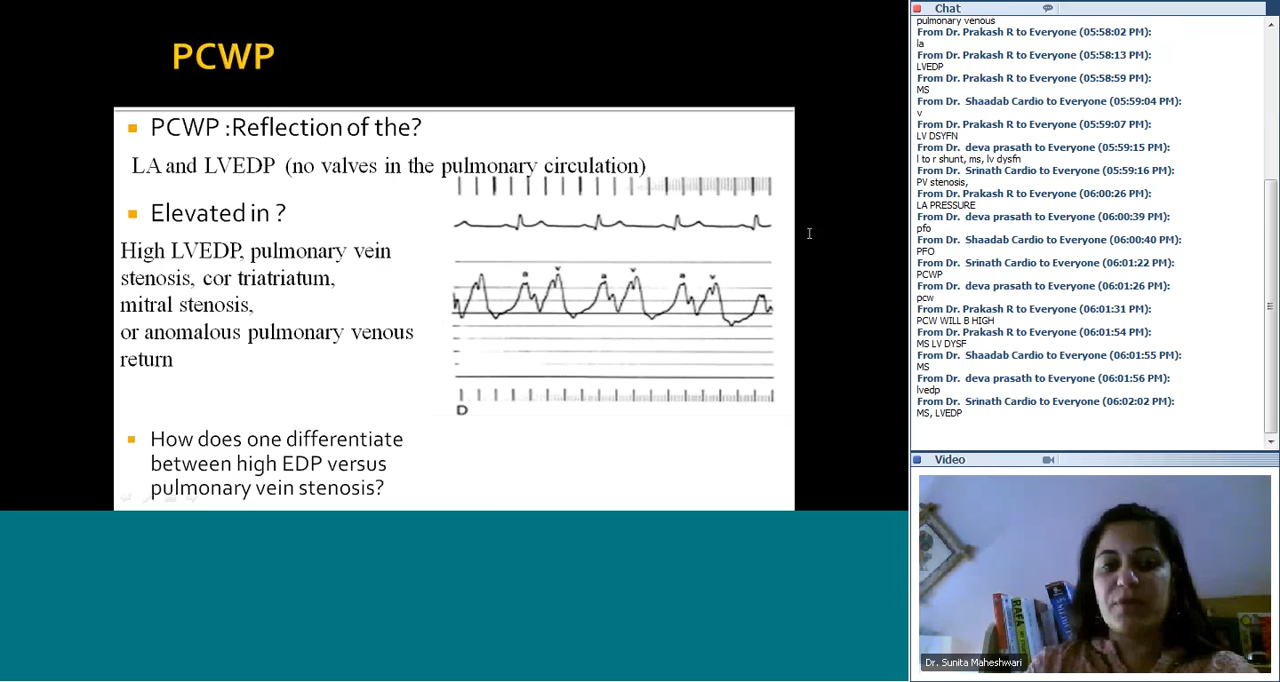 PCWP
PCWP :Reflection of the?
LA and LVEDP (no valves in the pulmonary circulation)
Elevated in ?
High LVEDP, pulmonary vein
stenosis, cor triatriatum,
mitral stenosis,
or anomalous pulmonary venous
return
a v a v a v
D
How does one differentiate
between high EDP versus
pulmonary vein stenosis?
Chat
pulmonary venous
From Dr. Prakash R to Everyone (05:58:02 PM):
la
From Dr. Prakash R to Everyone (05:58:13 PM):
LVEDP
From Dr. Prakash R to Everyone (05:58:59 PM):
MS
From Dr. Shaadab Cardio to Everyone (05:59:04 PM):
v
From Dr. Prakash R to Everyone (05:59:07 PM):
LV DSYFN
From Dr. deva prasath to Everyone (05:59:15 PM):
l to r shunt, ms, lv dysfn
From Dr. Srinath Cardio to Everyone (05:59:16 PM):
PV stenosis,
From Dr. Prakash R to Everyone (06:00:26 PM):
LA PRESSURE
From Dr. deva prasath to Everyone (06:00:39 PM):
pfo
From Dr. Shaadab Cardio to Everyone (06:00:40 PM):
PFO
From Dr. Srinath Cardio to Everyone (06:01:22 PM):
PCWP
From Dr. deva prasath to Everyone (06:01:26 PM):
pcw
From Dr. Prakash R to Everyone (06:01:31 PM):
PCW WILL B HIGH
From Dr. Prakash R to Everyone (06:01:54 PM):
MS LV DYSF
From Dr. Shaadab Cardio to Everyone (06:01:55 PM):
MS
From Dr. deva prasath to Everyone (06:01:56 PM):
lvedp
From Dr. Srinath Cardio to Everyone (06:02:02 PM):
MS, LVEDP
Video
RAFA
Dr. Sunita Maheshwari